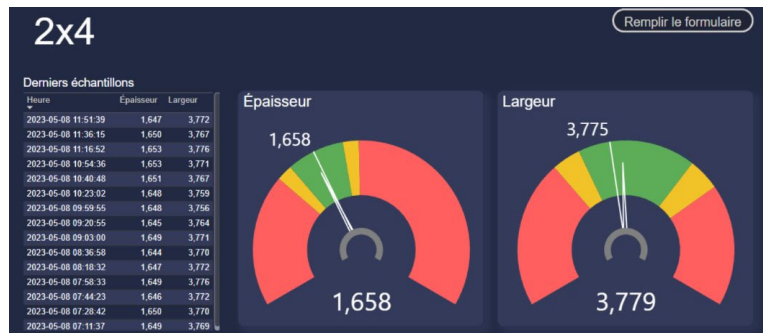 2x4
Remplir le formulaire
Derniers échantillons
Heure Épaisseur Largeur
2023-05-08 11:51:39 1,647 3,772
2023-05-08 11:36:15 1,650 3,767
2023-05-08 11:16:52 1,653 3,776
2023-05-08 10:54:36 1,653 3,771
2023-05-08 10:40:48 1,651 3,767
2023-05-08 10:23:02 1,648 3,759
2023-05-08 09:59:55 1,648 3,756
2023-05-08 09:20:55 1,645 3,764
2023-05-08 09:03:00 1,649 3,771
2023-05-08 08:36:58 1,644 3,770
2023-05-08 08:18:32 1,647 3,772
2023-05-08 07:58:33 1,649 3,776
2023-05-08 07:44:23 1,646 3,772
2023-05-08 07:28:42 1,650 3,770
2023-05-08 07:11:37 1,649 3,769
Épaisseur
1,658
1,658
Largeur
3,775
3,779